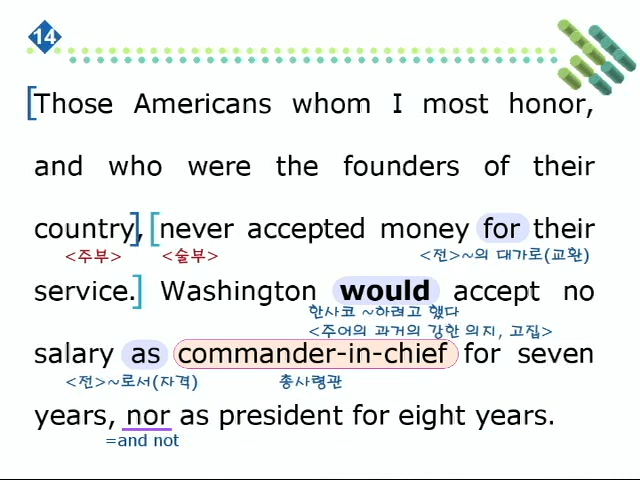 14
[Those Americans whom I most honor,
and who were the founders of their
country,] [never accepted money for their
<주부> <술부> <전>~의 대가로(교환)
service.] Washington would accept no
한사코 ~하려고 했다
<주어의 과거의 강한 의지, 고집>
salary as commander-in-chief for seven
<전>~로서(자격) 총사령관
years, nor as president for eight years.
=and not